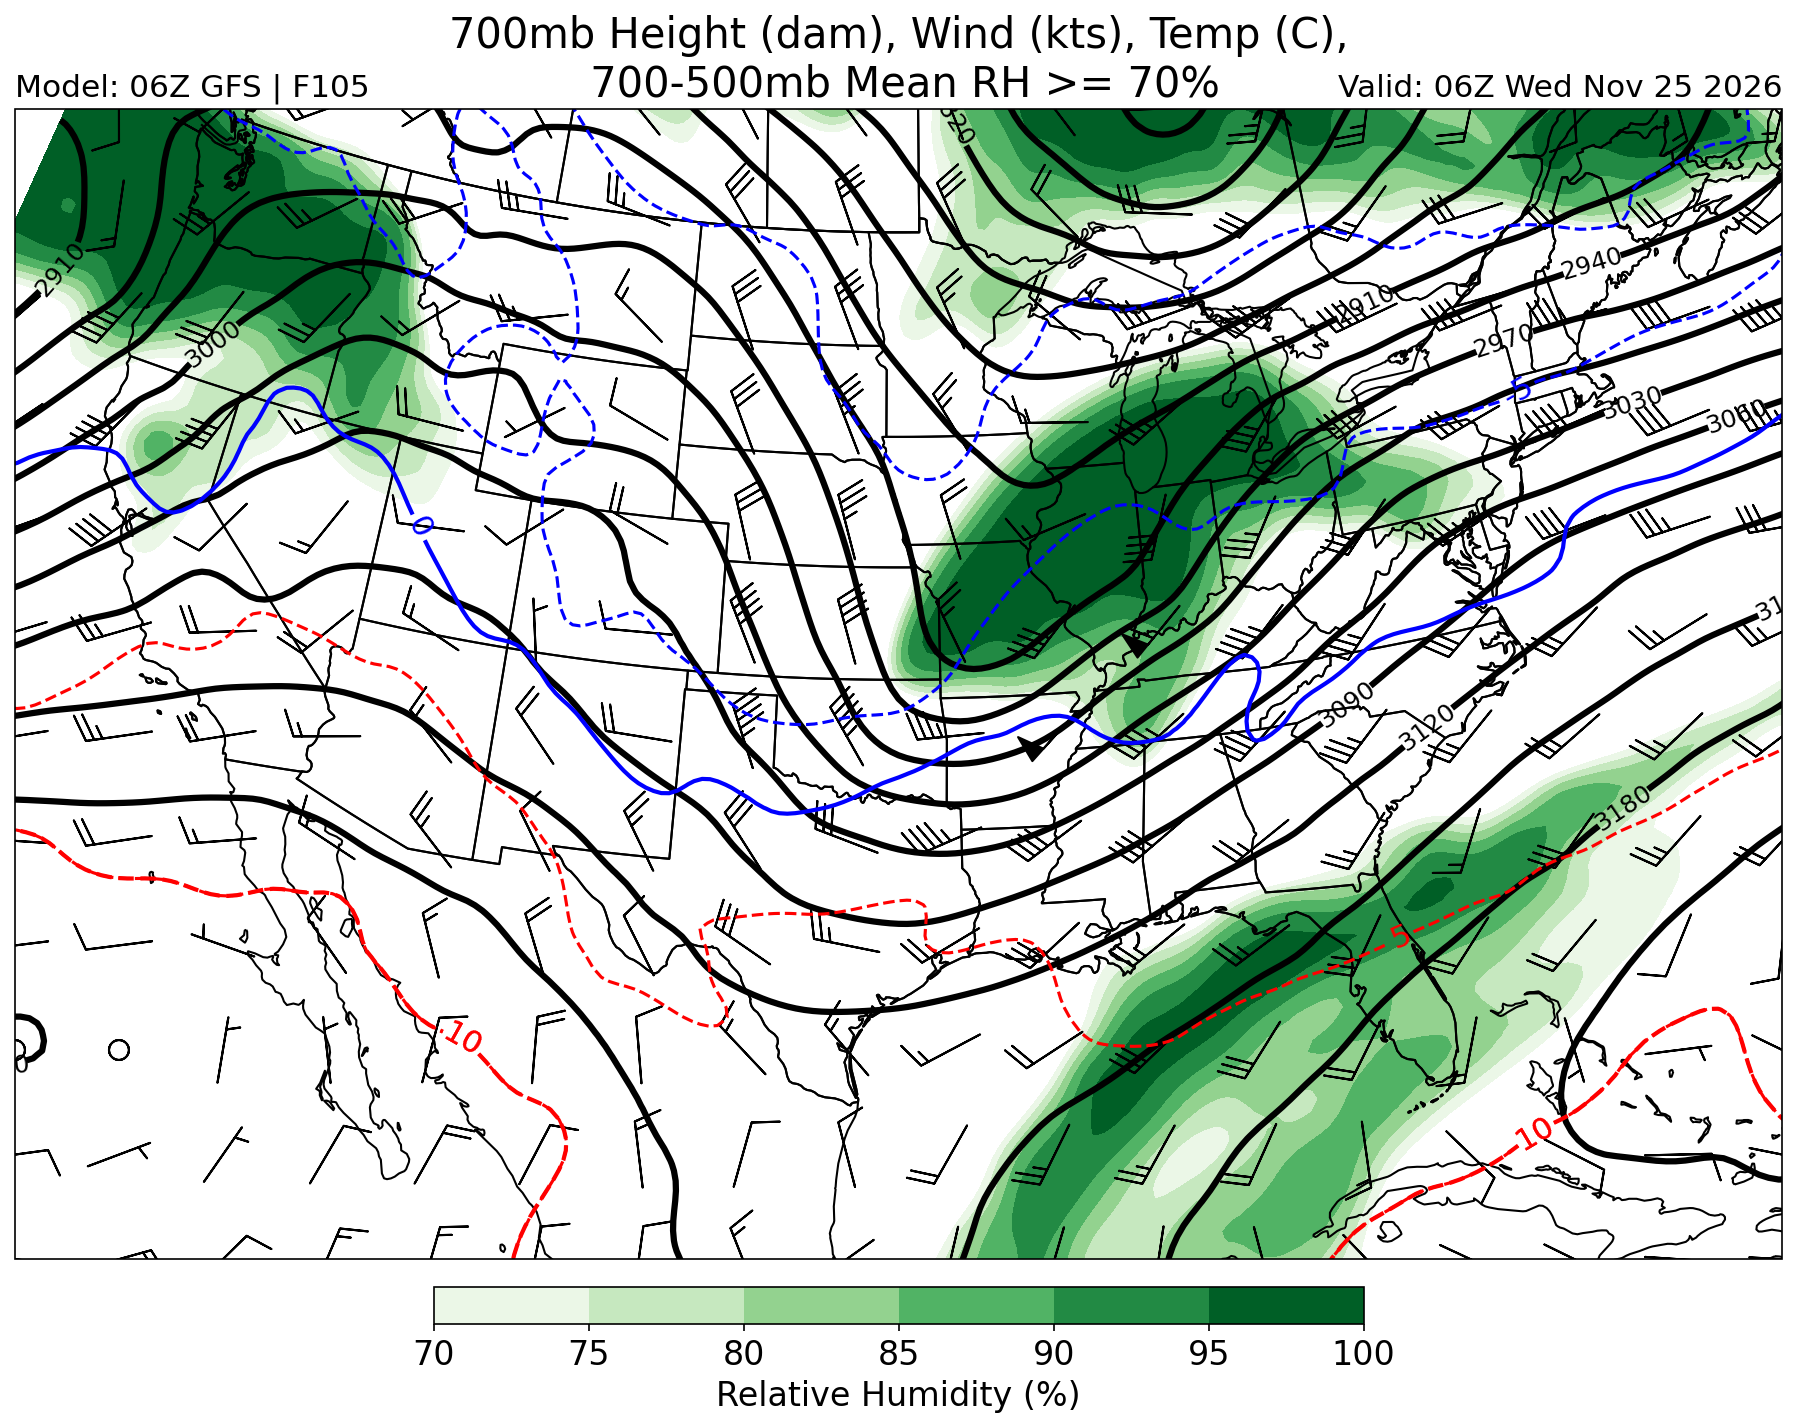 700mb Height (dam), Wind (kts), Temp (C),
700-500mb Mean RH >= 70%
Model: 06Z GFS | F105
Valid: 06Z Wed Nov 25 2026
2910
3000
2910
2940
2970
3030
3060
3090
3120
3180
0
-5
5
10
10
70 75 80 85 90 95 100
Relative Humidity (%)